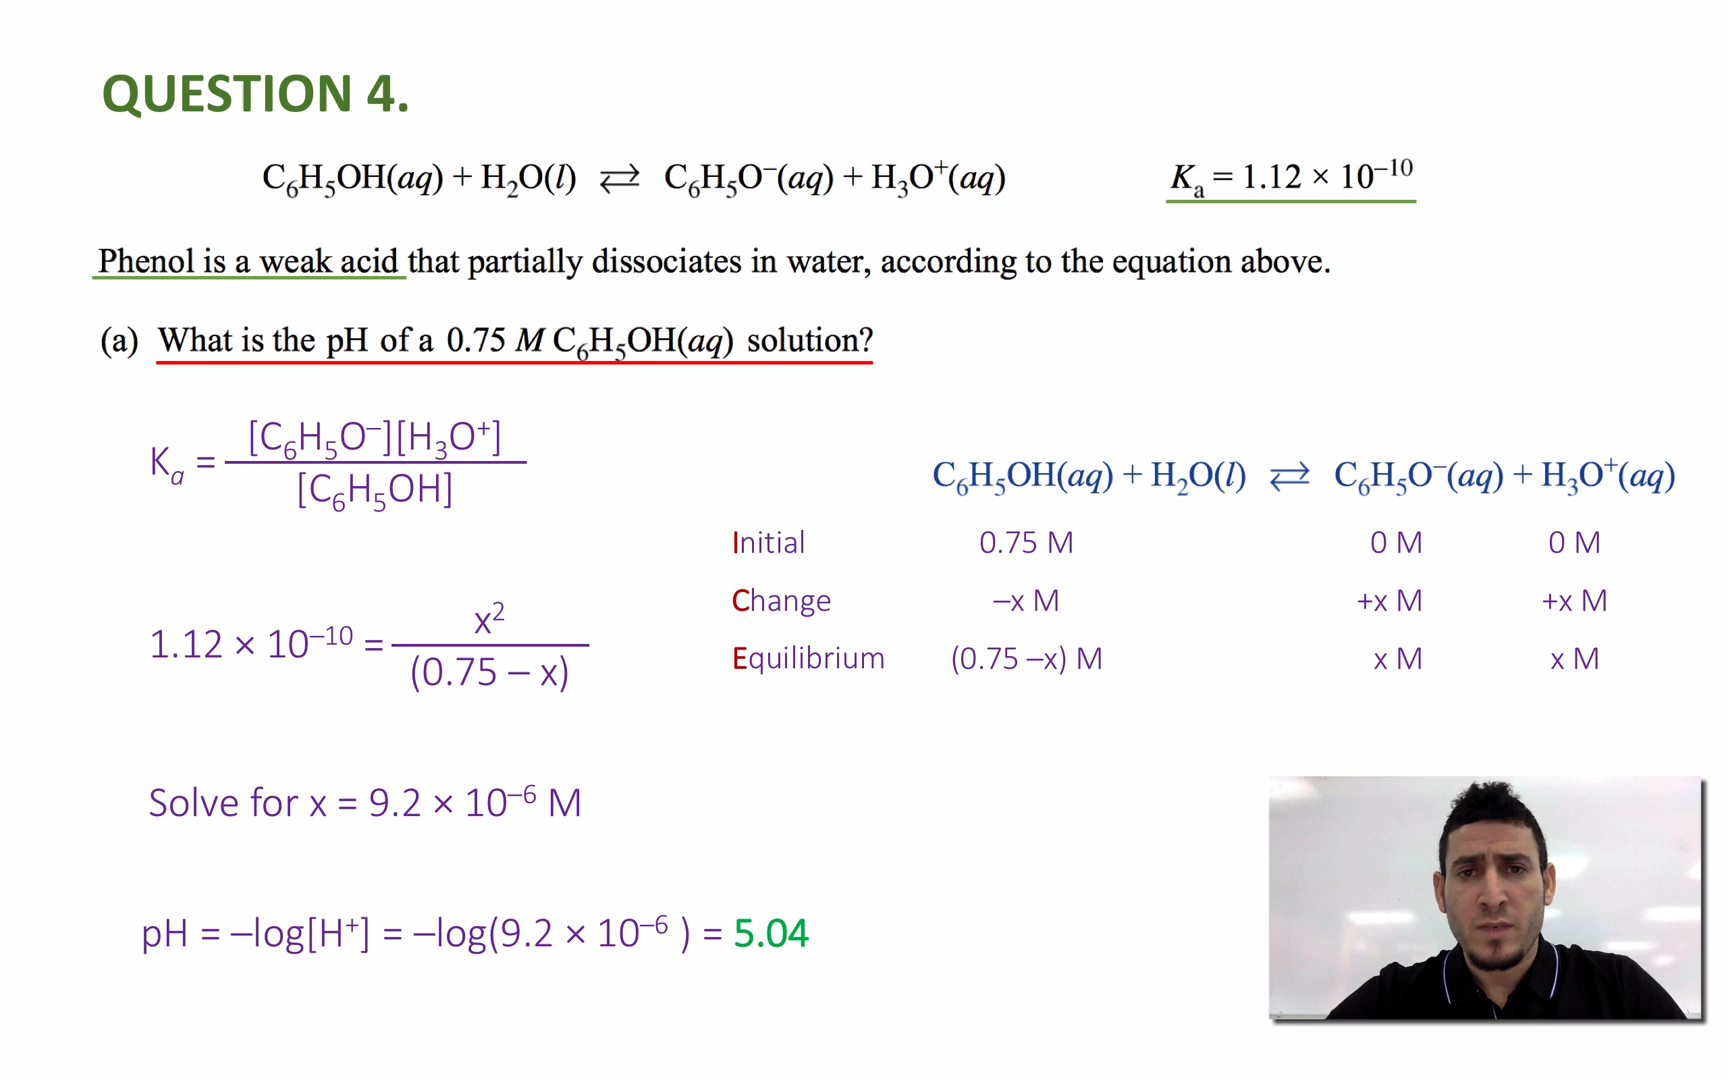 QUESTION 4.
C₆H₅OH(aq) + H₂O(l) ⇄ C₆H₅O⁻(aq) + H₃O⁺(aq) Kₐ = 1.12 × 10⁻¹⁰
Phenol is a weak acid that partially dissociates in water, according to the equation above.
(a) What is the pH of a 0.75 M C₆H₅OH(aq) solution?
Kₐ = [C₆H₅O⁻][H₃O⁺]
[C₆H₅OH]
C₆H₅OH(aq) + H₂O(l) ⇄ C₆H₅O⁻(aq) + H₃O⁺(aq)
Initial 0.75 M 0 M 0 M
Change –x M +x M +x M
Equilibrium (0.75 –x) M x M x M
1.12 × 10⁻¹⁰ = x²
(0.75 – x)
Solve for x = 9.2 × 10⁻⁶ M
pH = –log[H⁺] = –log(9.2 × 10⁻⁶ ) = 5.04